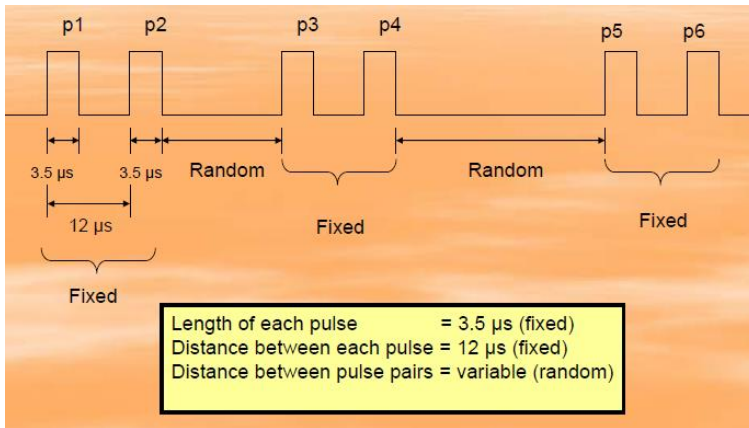 p1 p2 p3 p4 p5 p6
3.5 µs 3.5 µs Random Random
12 µs Fixed Fixed
Fixed
Length of each pulse = 3.5 µs (fixed)
Distance between each pulse = 12 µs (fixed)
Distance between pulse pairs = variable (random)